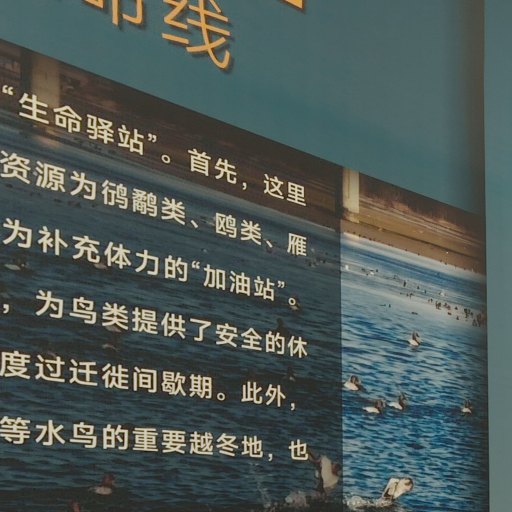 命线
“生命驿站”。首先，这里
资源为鸻鹬类、鸥类、雁
为补充体力的“加油站”。
，为鸟类提供了安全的休
度过迁徙间歇期。此外，
等水鸟的重要越冬地，也